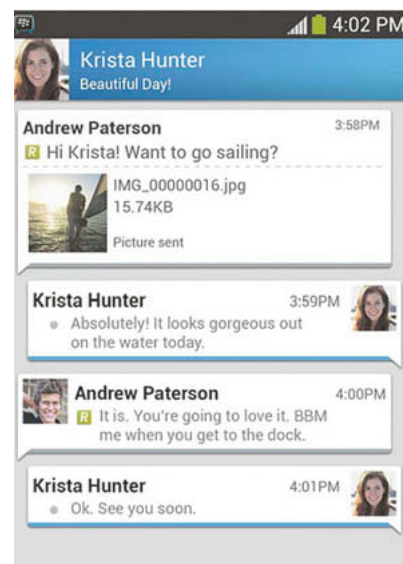 4:02 PM
Krista Hunter
Beautiful Day!
Andrew Paterson 3:58PM
R Hi Krista! Want to go sailing?
IMG_00000016.jpg
15.74KB
Picture sent
Krista Hunter 3:59PM
Absolutely! It looks gorgeous out
on the water today.
Andrew Paterson 4:00PM
R It is. You're going to love it. BBM
me when you get to the dock.
Krista Hunter 4:01PM
Ok. See you soon.